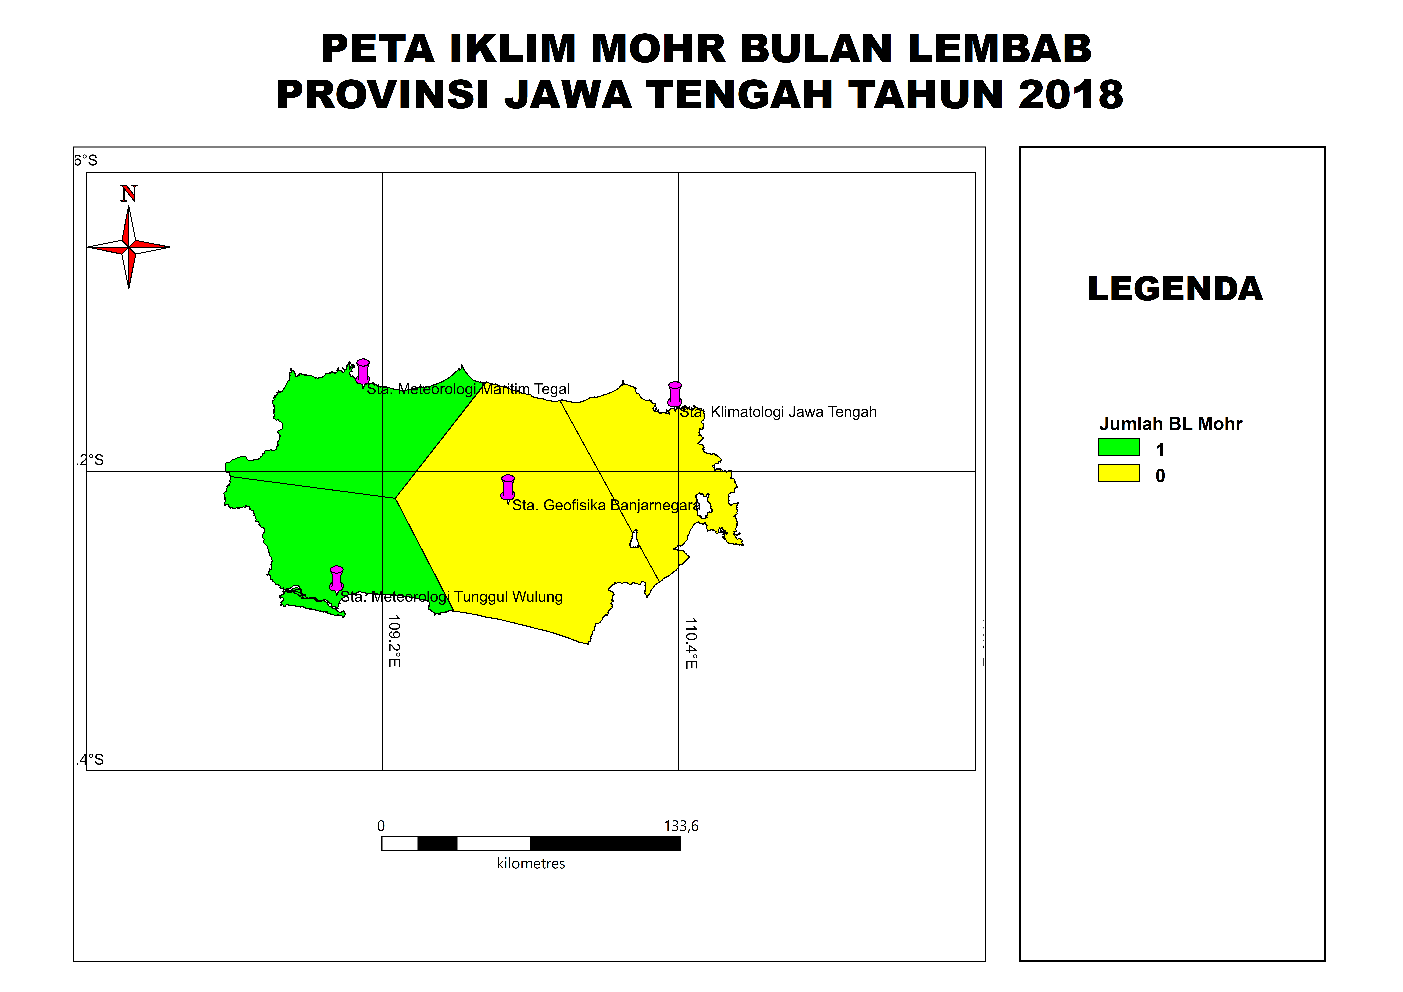 PETA IKLIM MOHR BULAN LEMBAB
PROVINSI JAWA TENGAH TAHUN 2018
6°S
N
LEGENDA
Sta. Meteorologi Maritim Tegal
Sta. Klimatologi Jawa Tengah
Jumlah BL Mohr
1
0
.2°S
Sta. Geofisika Banjarnegara
Sta. Meteorologi Tunggul Wulung
109.2°E
110.4°E
.4°S
0
133,6
kilometres